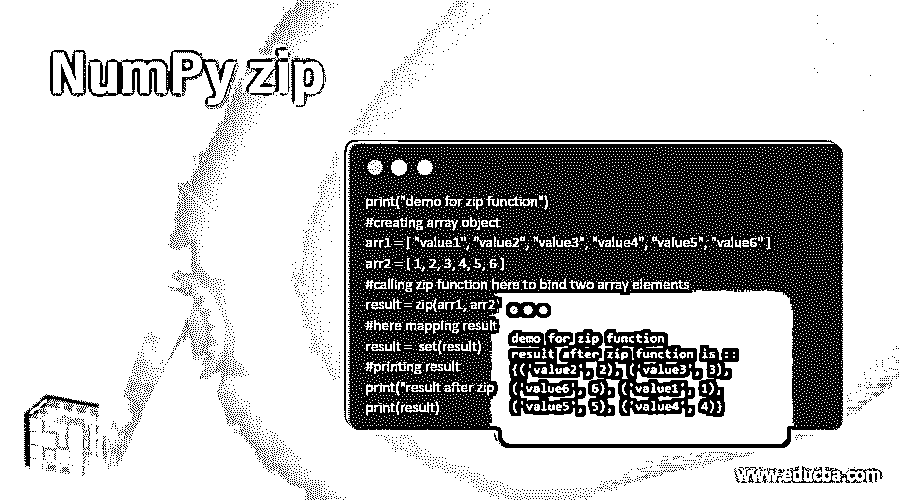 NumPy zip
print("demo for zip function")
#creating array object
arr1 = [ "value1", "value2", "value3", "value4", "value5", "value6" ]
arr2 = [ 1, 2, 3, 4, 5, 6 ]
#calling zip function here to bind two array elements
result = zip(arr1, arr2
#here mapping result
result = set(result)
#printing result
print("result after zip
print(result)
demo for zip function
result after zip function is ::
{('value2', 2), ('value3', 3),
('value6', 6), ('value1', 1),
('value5', 5), ('value4', 4)}
www.educba.com